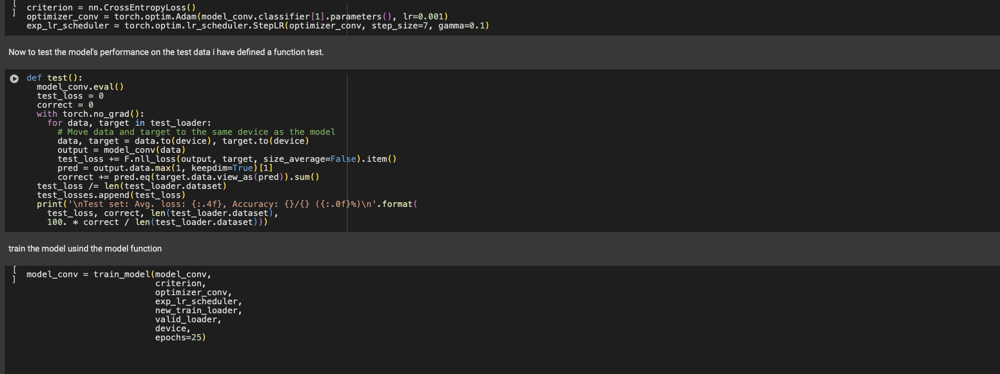 [
]
criterion = nn.CrossEntropyLoss()
optimizer_conv = torch.optim.Adam(model_conv.classifier[1].parameters(), lr=0.001)
exp_lr_scheduler = torch.optim.lr_scheduler.StepLR(optimizer_conv, step_size=7, gamma=0.1)
Now to test the model's performance on the test data i have defined a function test.
def test():
  model_conv.eval()
  test_loss = 0
  correct = 0
  with torch.no_grad():
    for data, target in test_loader:
      # Move data and target to the same device as the model
      data, target = data.to(device), target.to(device)
      output = model_conv(data)
      test_loss += F.nll_loss(output, target, size_average=False).item()
      pred = output.data.max(1, keepdim=True)[1]
      correct += pred.eq(target.data.view_as(pred)).sum()
  test_loss /= len(test_loader.dataset)
  test_losses.append(test_loss)
  print('\nTest set: Avg. loss: {:.4f}, Accuracy: {}/{} ({:.0f}%)\n'.format(
    test_loss, correct, len(test_loader.dataset),
    100. * correct / len(test_loader.dataset)))
train the model usind the model function
[
]
model_conv = train_model(model_conv,
                         criterion,
                         optimizer_conv,
                         exp_lr_scheduler,
                         new_train_loader,
                         valid_loader,
                         device,
                         epochs=25)